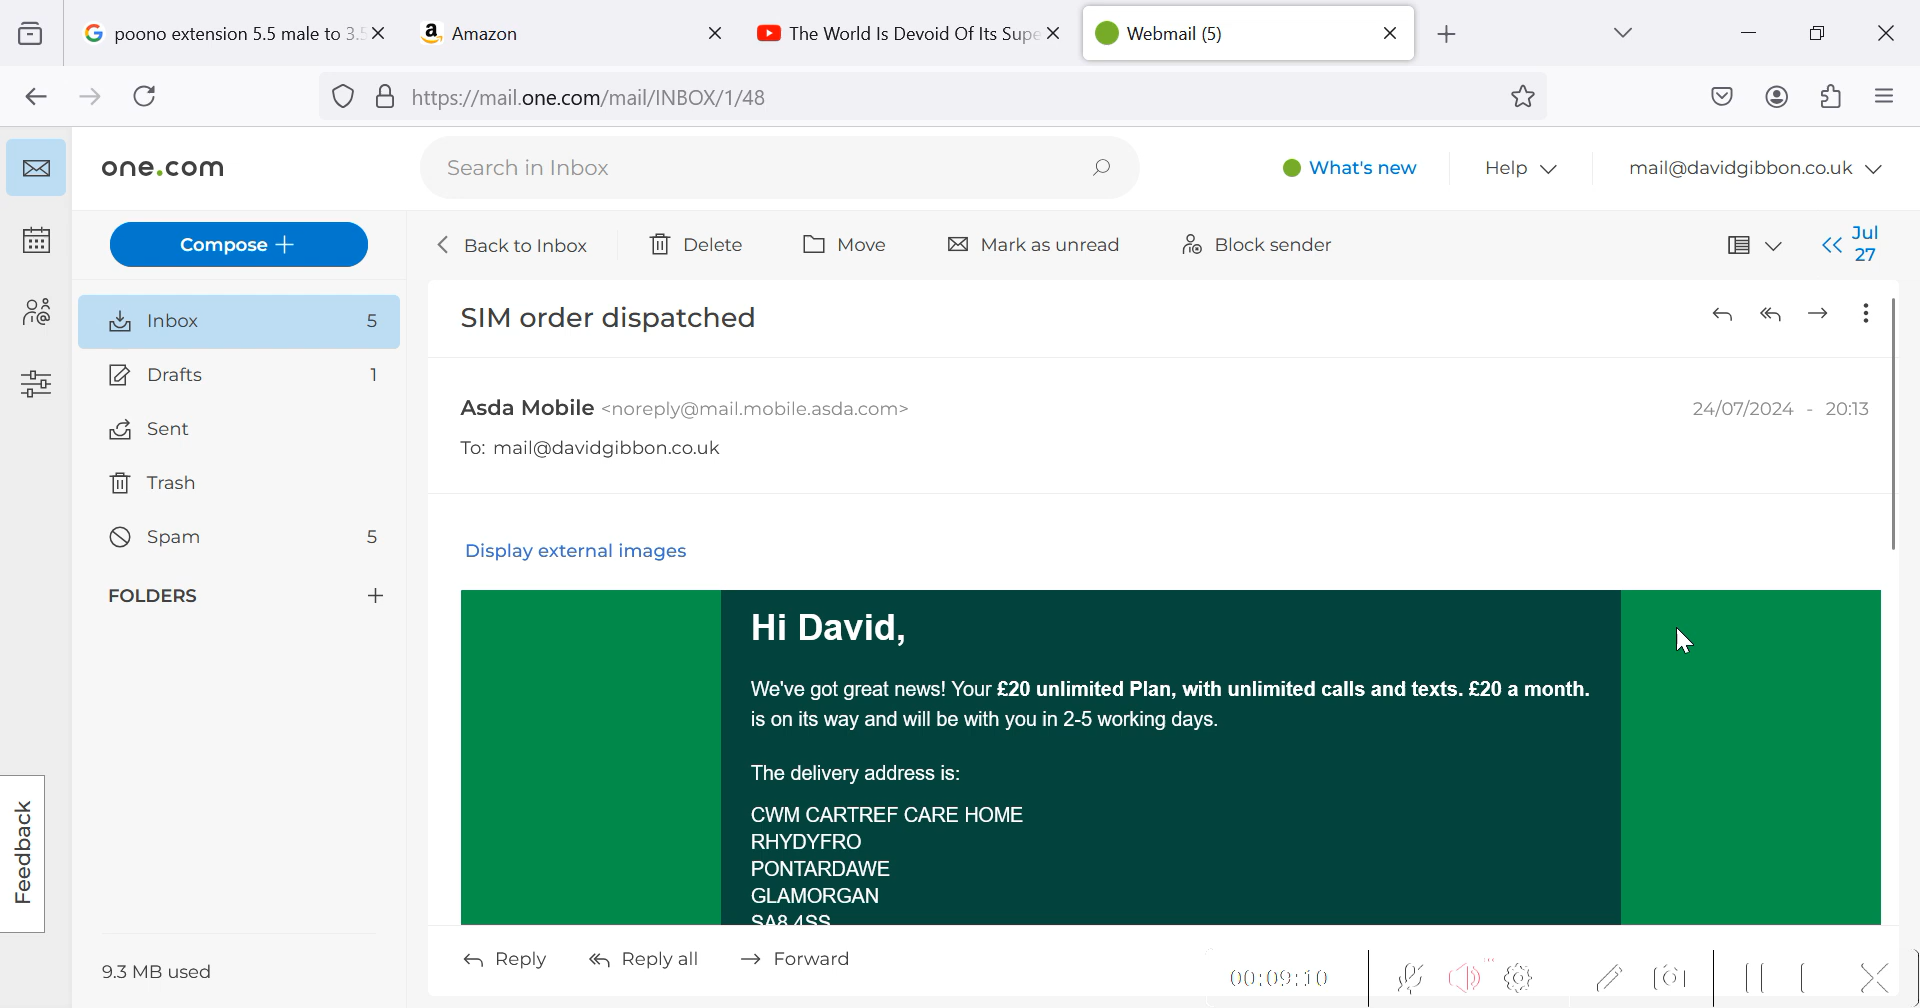 poono extension 5.5 male to 3.5
Amazon
The World Is Devoid Of Its Supe
Webmail (5)
https://mail.one.com/mail/INBOX/1/48
one.com
Search in Inbox
What's new
Help
mail@davidgibbon.co.uk
Compose
Back to Inbox
Delete
Move
Mark as unread
Block sender
Jul
27
Inbox 5
Drafts 1
Sent
Trash
Spam 5
FOLDERS
Feedback
9.3 MB used
SIM order dispatched
Asda Mobile <noreply@mail.mobile.asda.com>
24/07/2024 - 20:13
To: mail@davidgibbon.co.uk
Display external images
Hi David,
We've got great news! Your £20 unlimited Plan, with unlimited calls and texts. £20 a month.
is on its way and will be with you in 2-5 working days.
The delivery address is:
CWM CARTREF CARE HOME
RHYDYFRO
PONTARDAWE
GLAMORGAN
SA8 4SS
Reply
Reply all
Forward
00:09:10